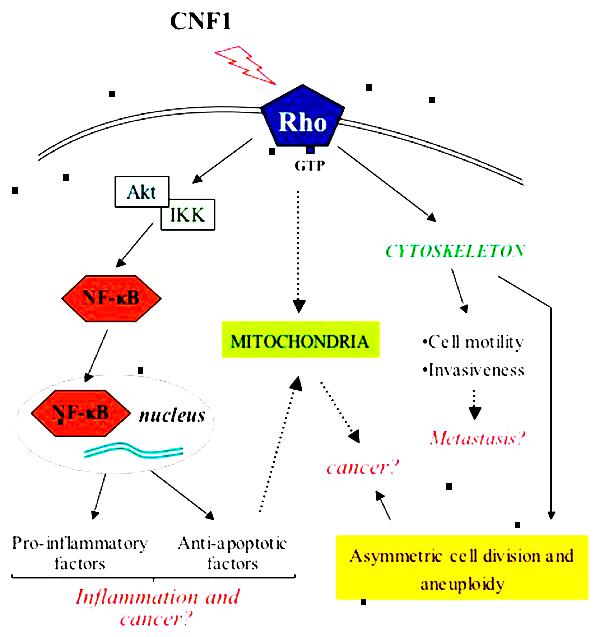 CNF1
Rho
GTP
Akt
IKK
CYTOSKELETON
NF-κB
MITOCHONDRIA
•Cell motility
•Invasiveness
NF-κB nucleus
Metastasis?
cancer?
Pro-inflammatory
factors
Anti-apoptotic
factors
Asymmetric cell division and
aneuploidy
Inflammation and
cancer?